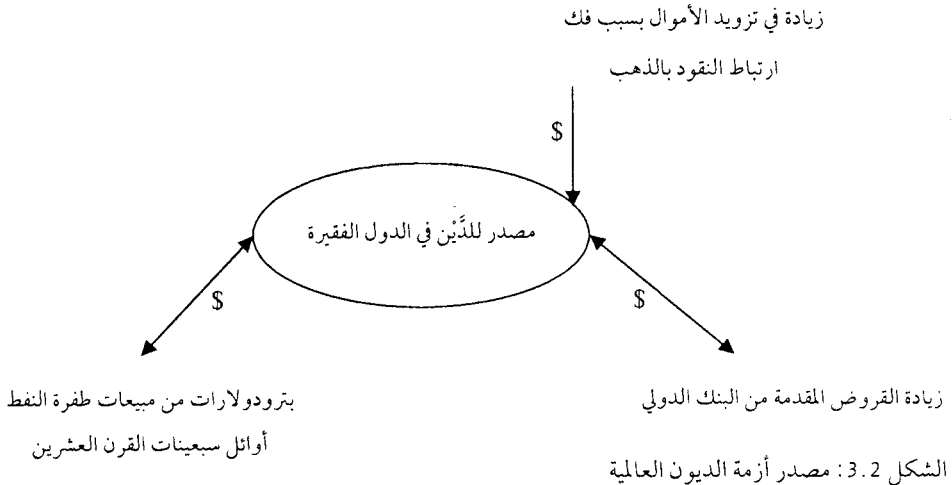 زيادة في تزويد الأموال بسبب فك
ارتباط النقود بالذهب
$
مصدر للدَّيْن في الدول الفقيرة
$
$
زيادة القروض المقدمة من البنك الدولي
بترودولارات من مبيعات طفرة النفط
أوائل سبعينات القرن العشرين
الشكل 3.2: مصدر أزمة الديون العالمية